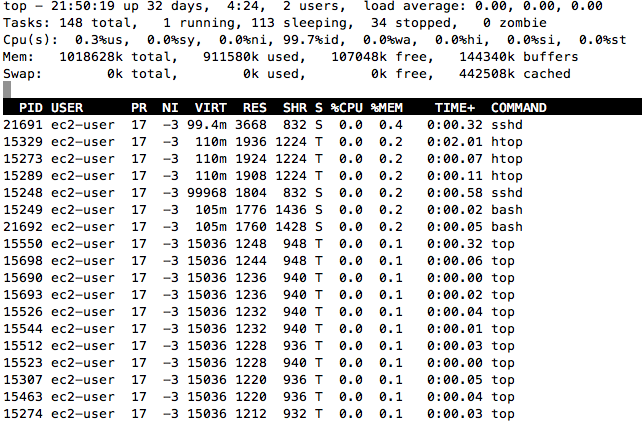 top – 21:50:19 up 32 days,  4:24,  2 users,  load average: 0.00, 0.00, 0.00
Tasks: 148 total,   1 running, 113 sleeping,  34 stopped,   0 zombie
Cpu(s):  0.3%us,  0.0%sy,  0.0%ni, 99.7%id,  0.0%wa,  0.0%hi,  0.0%si,  0.0%st
Mem:   1018628k total,   911580k used,   107048k free,   144340k buffers
Swap:        0k total,        0k used,        0k free,   442508k cached
PID USER      PR  NI  VIRT  RES  SHR S %CPU %MEM    TIME+  COMMAND
21691 ec2-user  17  –3 99.4m 3668  832 S  0.0  0.4   0:00.32 sshd
15329 ec2-user  17  –3  110m 1936 1224 T  0.0  0.2   0:02.01 htop
15273 ec2-user  17  –3  110m 1924 1224 T  0.0  0.2   0:00.07 htop
15289 ec2-user  17  –3  110m 1908 1224 T  0.0  0.2   0:00.11 htop
15248 ec2-user  17  –3 99968 1804  832 S  0.0  0.2   0:00.58 sshd
15249 ec2-user  17  –3  105m 1776 1436 S  0.0  0.2   0:00.02 bash
21692 ec2-user  17  –3  105m 1760 1428 S  0.0  0.2   0:00.05 bash
15550 ec2-user  17  –3 15036 1248  948 T  0.0  0.1   0:00.32 top
15698 ec2-user  17  –3 15036 1244  948 T  0.0  0.1   0:00.06 top
15690 ec2-user  17  –3 15036 1236  940 T  0.0  0.1   0:00.00 top
15693 ec2-user  17  –3 15036 1236  940 T  0.0  0.1   0:00.02 top
15526 ec2-user  17  –3 15036 1232  940 T  0.0  0.1   0:00.04 top
15544 ec2-user  17  –3 15036 1232  940 T  0.0  0.1   0:00.01 top
15512 ec2-user  17  –3 15036 1228  936 T  0.0  0.1   0:00.03 top
15523 ec2-user  17  –3 15036 1228  940 T  0.0  0.1   0:00.00 top
15307 ec2-user  17  –3 15036 1220  936 T  0.0  0.1   0:00.05 top
15463 ec2-user  17  –3 15036 1220  936 T  0.0  0.1   0:00.04 top
15274 ec2-user  17  –3 15036 1212  932 T  0.0  0.1   0:00.03 top